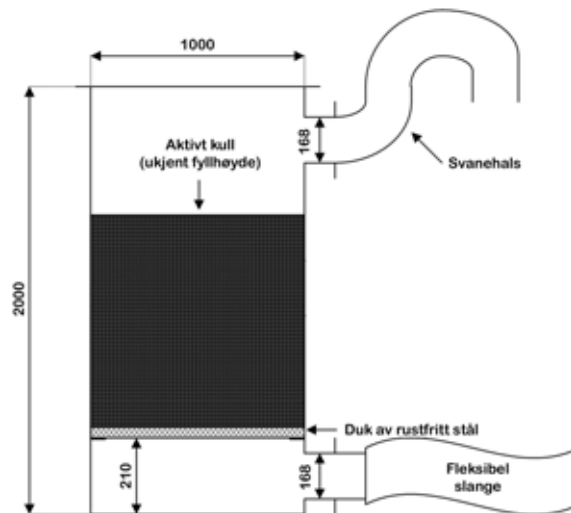 1000
168
Aktivt kull
(ukjent fyllhøyde)
Svanehals
2000
Duk av rustfritt stål
210
168
Fleksibel
slange